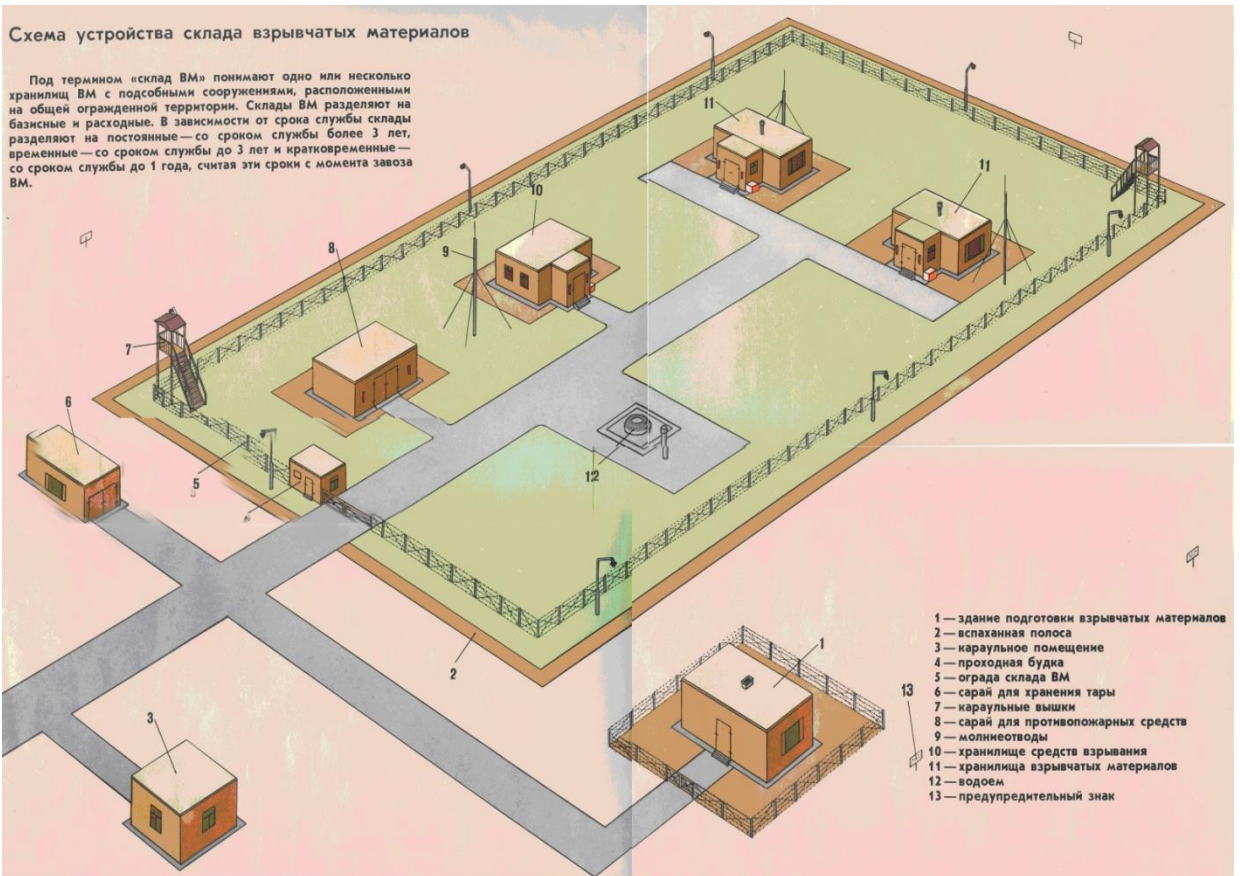 Схема устройства склада взрывчатых материалов
Под термином «склад ВМ» понимают одно или несколько
хранилищ ВМ с подсобными сооружениями, расположенными
на общей огражденной территории. Склады ВМ разделяют на
базисные и расходные. В зависимости от срока службы склады
разделяют на постоянные — со сроком службы более 3 лет,
временные — со сроком службы до 3 лет и кратковременные —
со сроком службы до 1 года, считая эти сроки с момента завоза
ВМ.
11
11
10
9
8
7
6
5
12
2
1
3
13
1 — здание подготовки взрывчатых материалов
2 — вспаханная полоса
3 — караульное помещение
4 — проходная будка
5 — ограда склада ВМ
6 — сарай для хранения тары
7 — караульные вышки
8 — сарай для противопожарных средств
9 — молниеотводы
10 — хранилище средств взрывания
11 — хранилища взрывчатых материалов
12 — водоем
13 — предупредительный знак